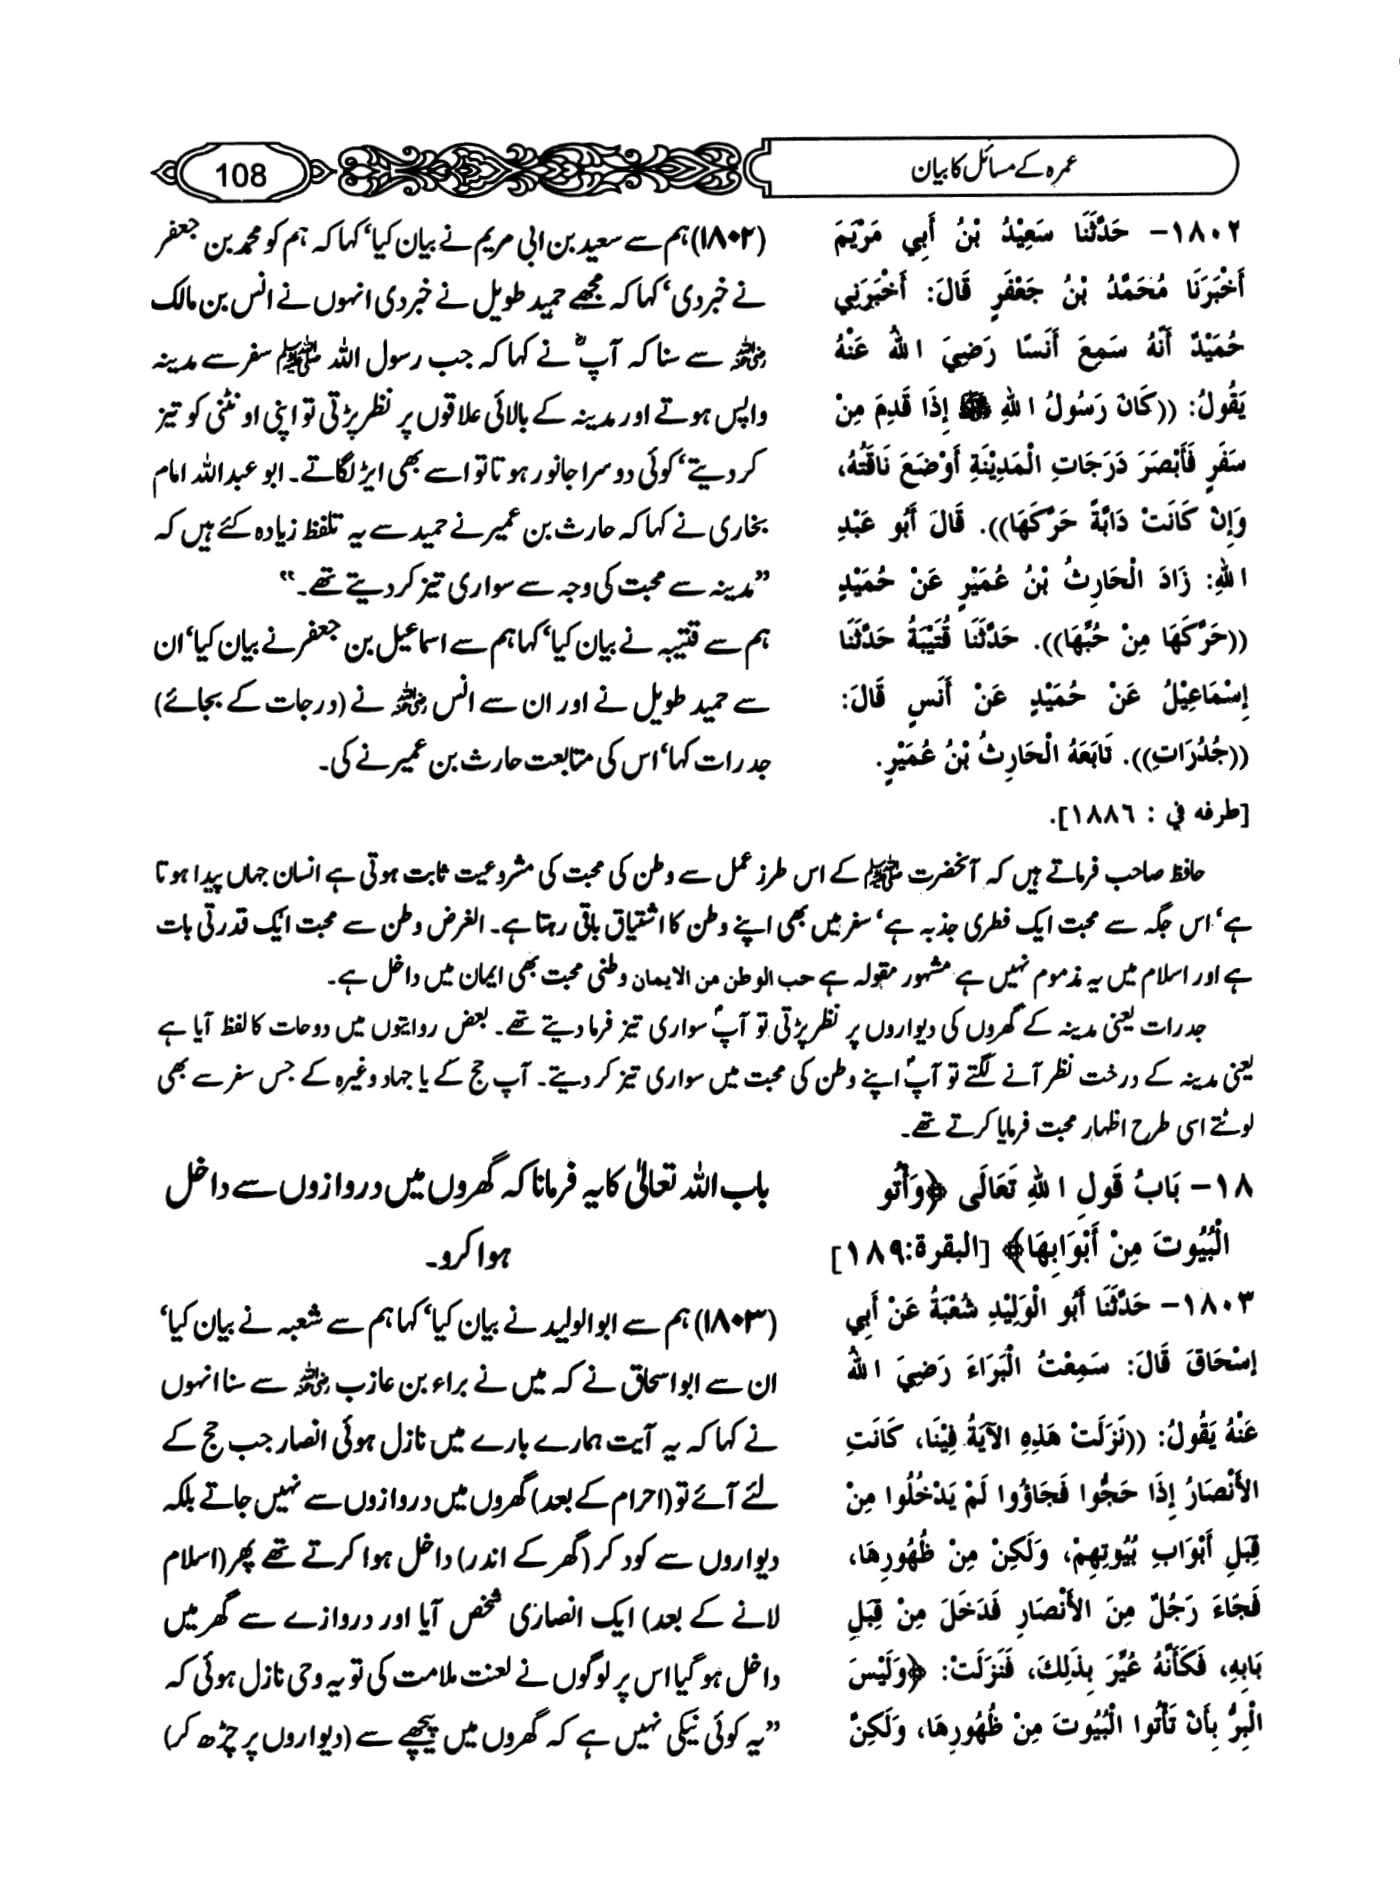 عمرہ کے مسائل کا بیان
108
١٨٠٢- حَدَّثَنَا سَعِيْدُ بْنُ أَبِي مَرْيَمَ
أَخْبَرَنَا مُحَمَّدُ بْنُ جَعْفَرٍ قَالَ: أَخْبَرَنِي
حُمَيْدٌ أَنَّهُ سَمِعَ أَنَسًا رَضِيَ اللهُ عَنْهُ
يَقُولُ: ((كَانَ رَسُولُ اللهِ ﷺ إِذَا قَدِمَ مِنْ
سَفَرٍ فَأَبْصَرَ دَرَجَاتِ الْمَدِيْنَةِ أَوْضَعَ نَاقَتَهُ،
وَإِنْ كَانَتْ دَابَّةً حَرَّكَهَا)). قَالَ أَبُو عَبْدِ
اللهِ: زَادَ الْحَارِثُ بْنُ عُمَيْرٍ عَنْ حُمَيْدٍ
((حَرَّكَهَا مِنْ حُبِّهَا)). حَدَّثَنَا قُتَيْبَةُ حَدَّثَنَا
إِسْمَاعِيْلُ عَنْ حُمَيْدٍ عَنْ أَنَسٍ قَالَ:
((جُدُرَاتِ)). تَابَعَهُ الْحَارِثُ بْنُ عُمَيْرٍ.
[طرفه في : ١٨٨٦].
(۱۸۰۲) ہم سے سعید بن ابی مریم نے بیان کیا‘ کہا کہ ہم کو محمد بن جعفر
نے خبر دی‘ کہا کہ مجھے حمید طویل نے خبر دی انہوں نے انس بن مالک
رضی اللہ عنہ سے سنا کہ آپؓ نے کہا کہ جب رسول اللہ ﷺ سفر سے مدینہ
واپس ہوتے اور مدینہ کے بالائی علاقوں پر نظر پڑتی تو اپنی اونٹنی کو تیز
کر دیتے‘ کوئی دوسرا جانور ہوتا تو اسے بھی ایڑ لگاتے۔ ابو عبداللہ امام
بخاری نے کہا کہ حارث بن عمیر نے حمید سے یہ تلفظ زیادہ کئے ہیں کہ
”مدینہ سے محبت کی وجہ سے سواری تیز کر دیتے تھے۔“
ہم سے قتیبہ نے بیان کیا‘ کہا ہم سے اسماعیل بن جعفر نے بیان کیا‘ ان
سے حمید طویل نے اور ان سے انس رضی اللہ عنہ نے (درجات کے بجائے)
جدرات کہا‘ اس کی متابعت حارث بن عمیر نے کی۔
حافظ صاحب فرماتے ہیں کہ آنحضرت ﷺ کے اس طرز عمل سے وطن کی محبت کی مشروعیت ثابت ہوتی ہے انسان جہاں پیدا ہوتا
ہے‘ اس جگہ سے محبت ایک فطری جذبہ ہے‘ سفر میں بھی اپنے وطن کا اشتیاق باقی رہتا ہے۔ الغرض وطن سے محبت ایک قدرتی بات
ہے اور اسلام میں یہ مذموم نہیں ہے مشہور مقولہ ہے حب الوطن من الایمان وطنی محبت بھی ایمان میں داخل ہے۔
جدرات یعنی مدینہ کے گھروں کی دیواروں پر نظر پڑتی تو آپؐ سواری تیز فرما دیتے تھے۔ بعض روایتوں میں دوحات کا لفظ آیا ہے
یعنی مدینہ کے درخت نظر آنے لگتے تو آپؐ اپنے وطن کی محبت میں سواری تیز کر دیتے۔ آپ حج کے یا جہاد وغیرہ کے جس سفر سے بھی
لوٹتے اسی طرح اظہار محبت فرمایا کرتے تھے۔
١٨- بَابُ قَولِ اللهِ تَعَالَى ﴿وَأْتُو
الْبُيُوتَ مِنْ أَبْوَابِهَا﴾ [البقرة:١٨٩]
باب اللہ تعالیٰ کا یہ فرمانا کہ گھروں میں دروازوں سے داخل
ہوا کرو۔
١٨٠٣- حَدَّثَنَا أَبُو الْوَلِيْدِ شُعْبَةُ عَنْ أَبِي
إِسْحَاقَ قَالَ: سَمِعْتُ الْبَرَاءَ رَضِيَ اللهُ
عَنْهُ يَقُولُ: ((نَزَلَتْ هَذِهِ الآيَةُ فِيْنَا، كَانَتِ
الأَنْصَارُ إِذَا حَجُّوا فَجَاؤُوا لَمْ يَدْخُلُوا مِنْ
قِبَلِ أَبْوَابِ بُيُوتِهِمْ، وَلَكِنْ مِنْ ظُهُورِهَا،
فَجَاءَ رَجُلٌ مِنَ الأَنْصَارِ فَدَخَلَ مِنْ قِبَلِ
بَابِهِ، فَكَأَنَّهُ عُيِّرَ بِذَلِكَ، فَنَزَلَتْ: ﴿وَلَيْسَ
الْبِرُّ بِأَنْ تَأْتُوا الْبُيُوتَ مِنْ ظُهُورِهَا، وَلَكِنَّ
(۱۸۰۳) ہم سے ابوالولید نے بیان کیا‘ کہا ہم سے شعبہ نے بیان کیا‘
ان سے ابو اسحاق نے کہ میں نے براء بن عازب رضی اللہ عنہ سے سنا انہوں
نے کہا کہ یہ آیت ہمارے بارے میں نازل ہوئی انصار جب حج کے
لئے آئے تو (احرام کے بعد) گھروں میں دروازوں سے نہیں جاتے بلکہ
دیواروں سے کود کر (گھر کے اندر) داخل ہوا کرتے تھے پھر (اسلام
لانے کے بعد) ایک انصاری شخص آیا اور دروازے سے گھر میں
داخل ہو گیا اس پر لوگوں نے لعنت ملامت کی تو یہ وحی نازل ہوئی کہ
”یہ کوئی نیکی نہیں ہے کہ گھروں میں پیچھے سے (دیواروں پر چڑھ کر)